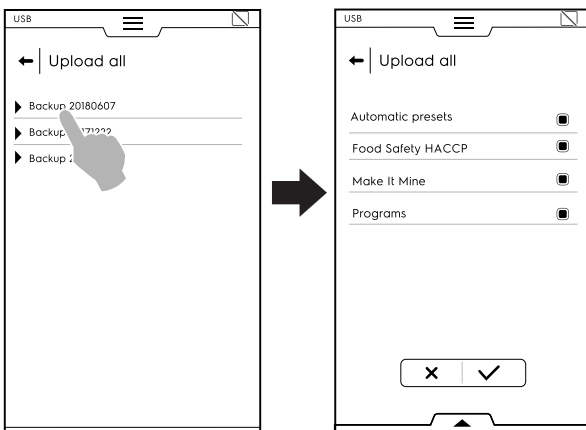 USB
Upload all
Backup 20180607
Backup
Backup
USB
Upload all
Automatic presets
Food Safety HACCP
Make It Mine
Programs